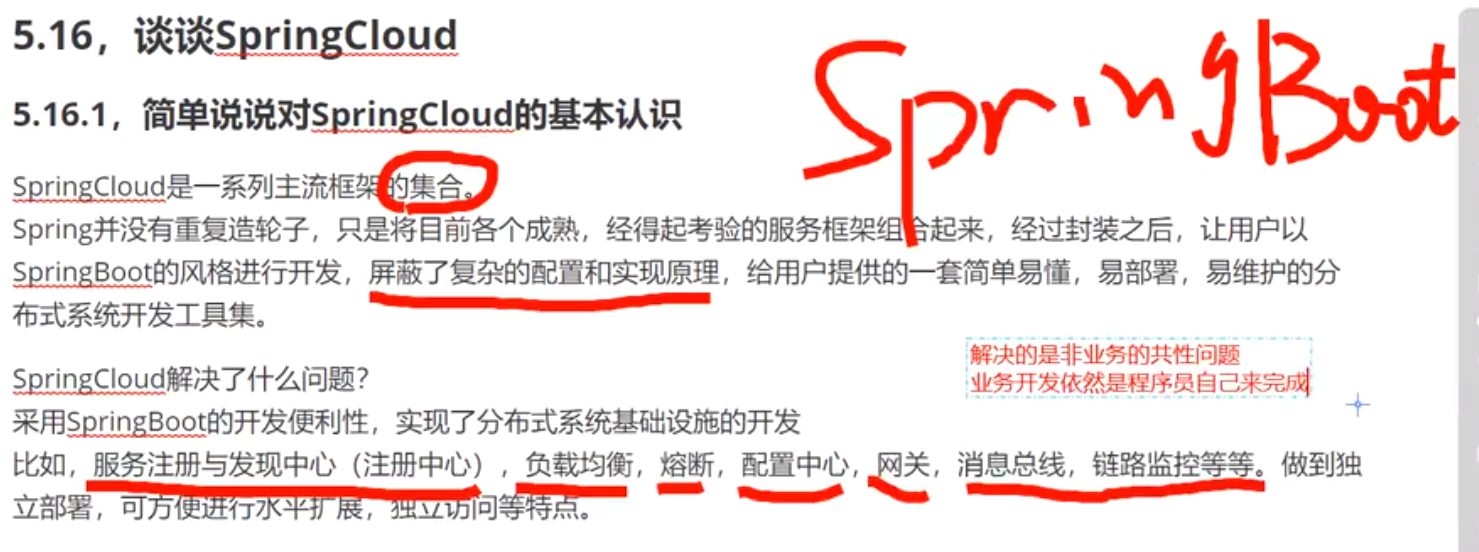 5.16，谈谈SpringCloud
SpringBoot
5.16.1，简单说说对SpringCloud的基本认识
SpringCloud是一系列主流框架的集合。
Spring并没有重复造轮子，只是将目前各个成熟，经得起考验的服务框架组合起来，经过封装之后，让用户以
SpringBoot的风格进行开发，屏蔽了复杂的配置和实现原理，给用户提供的一套简单易懂，易部署，易维护的分
布式系统开发工具集。
解决的是非业务的共性问题
业务开发依然是程序员自己来完成
SpringCloud解决了什么问题？
采用SpringBoot的开发便利性，实现了分布式系统基础设施的开发
比如，服务注册与发现中心（注册中心），负载均衡，熔断，配置中心，网关，消息总线，链路监控等等。做到独
立部署，可方便进行水平扩展，独立访问等特点。